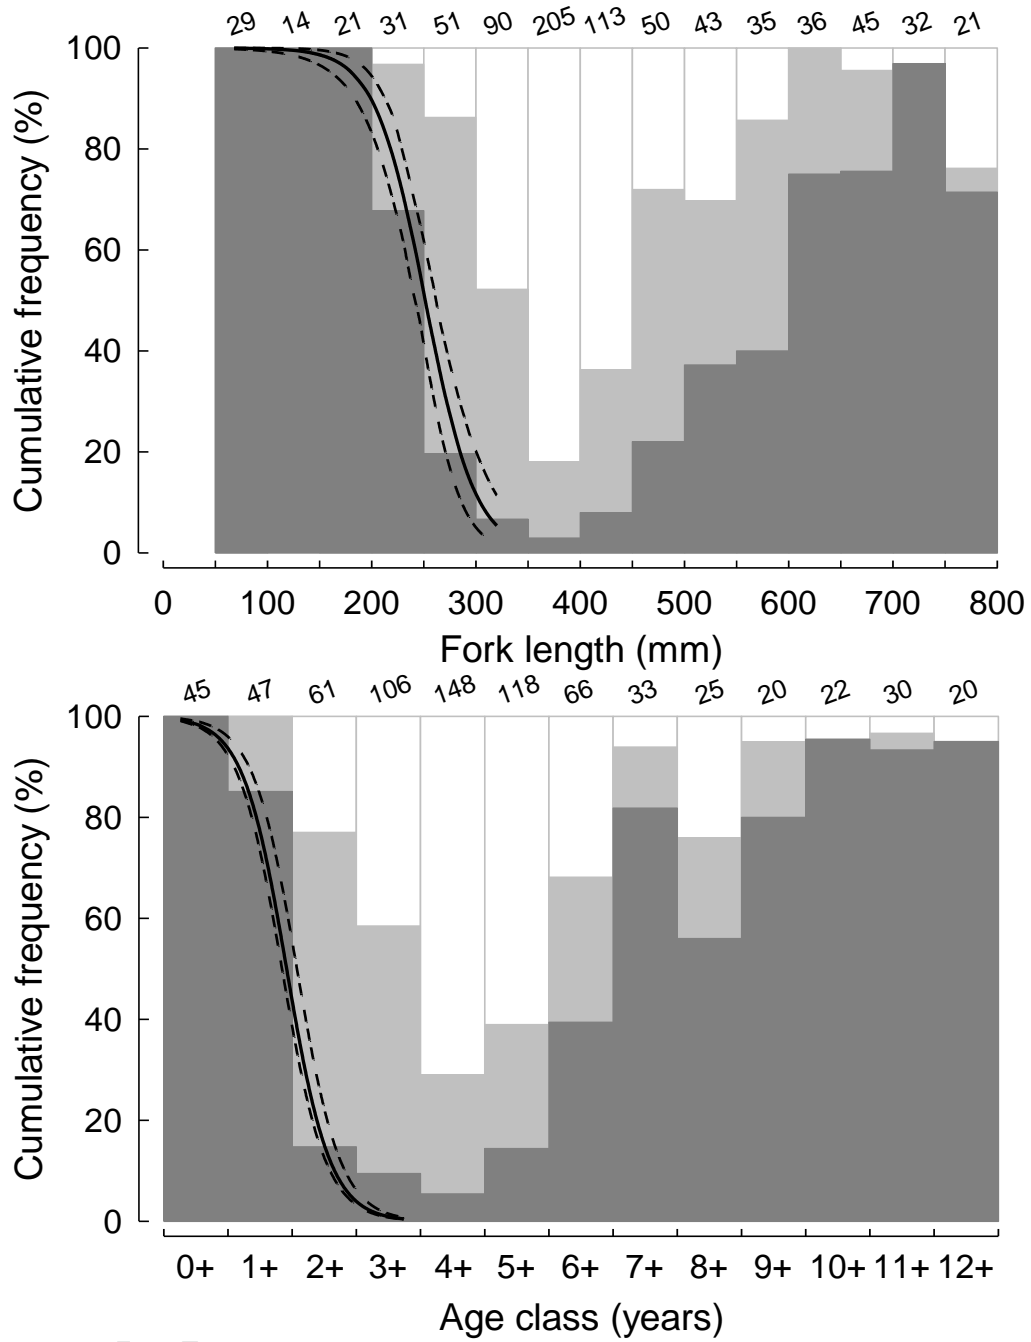 29 14 21 31 51 90 205 113 50 43 35 36 45 32 21
100
80
60
40
20
0
Cumulative frequency (%)
0 100 200 300 400 500 600 700 800
Fork length (mm)
45 47 61 106 148 118 66 33 25 20 22 30 20
100
80
60
40
20
0
Cumulative frequency (%)
0+ 1+ 2+ 3+ 4+ 5+ 6+ 7+ 8+ 9+ 10+ 11+ 12+
Age class (years)